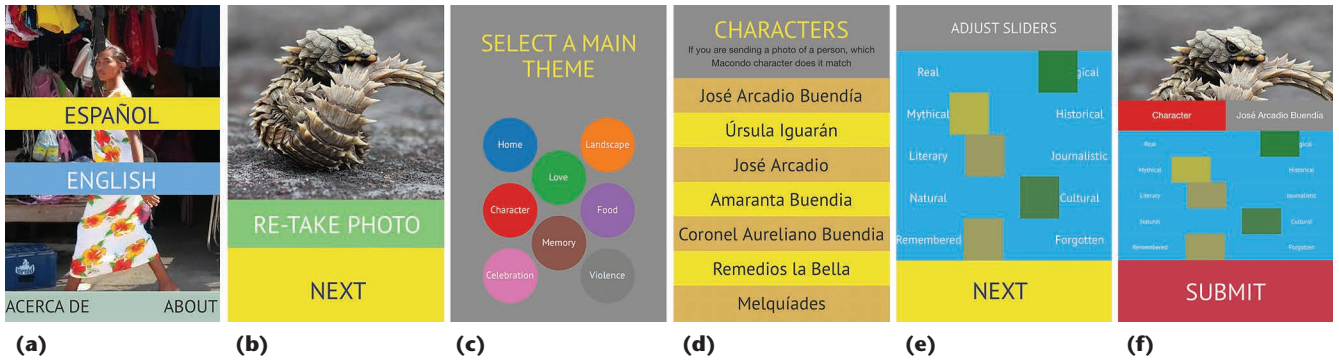 ESPAÑOL
ENGLISH
ACERCA DE ABOUT
(a)
RE-TAKE PHOTO
NEXT
(b)
SELECT A MAIN
THEME
Home
Landscape
Love
Character
Food
Memory
Celebration
Violence
(c)
CHARACTERS
If you are sending a photo of a person, which
Macondo character does it match
José Arcadio Buendía
Úrsula Iguarán
José Arcadio
Amaranta Buendia
Coronel Aureliano Buendia
Remedios la Bella
Melquíades
(d)
ADJUST SLIDERS
Real gical
Mythical Historical
Literary Journalistic
Natural Cultural
Remembered Forgotten
NEXT
(e)
Character José Arcadio Buendía
Real gical
Mythical Historical
Literary Journalistic
Natural Cultural
Remembered Forgotten
SUBMIT
(f)